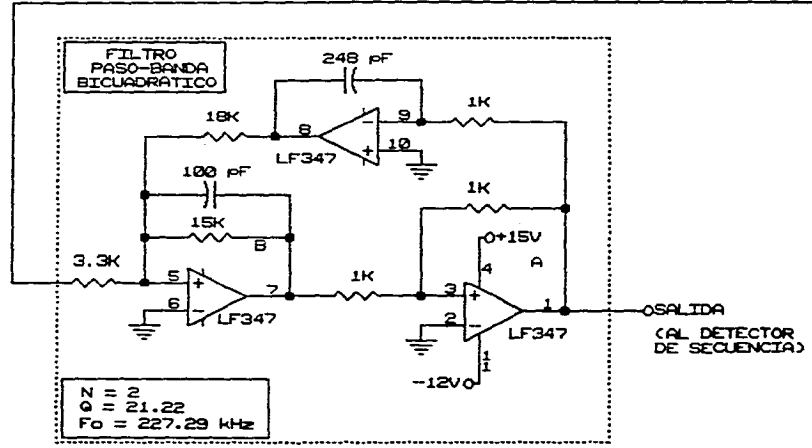 FILTRO
PASO-BANDA
BICUADRATICO
248 pF
18K
8
9
10
LF347
1K
100 pF
15K
B
1K
+15V
A
4
3.3K
5
6
7
LF347
1K
3
2
1
LF347
11
-12V
SALIDA
(AL DETECTOR
DE SECUENCIA)
N = 2
Q = 21.22
Fo = 227.29 kHz